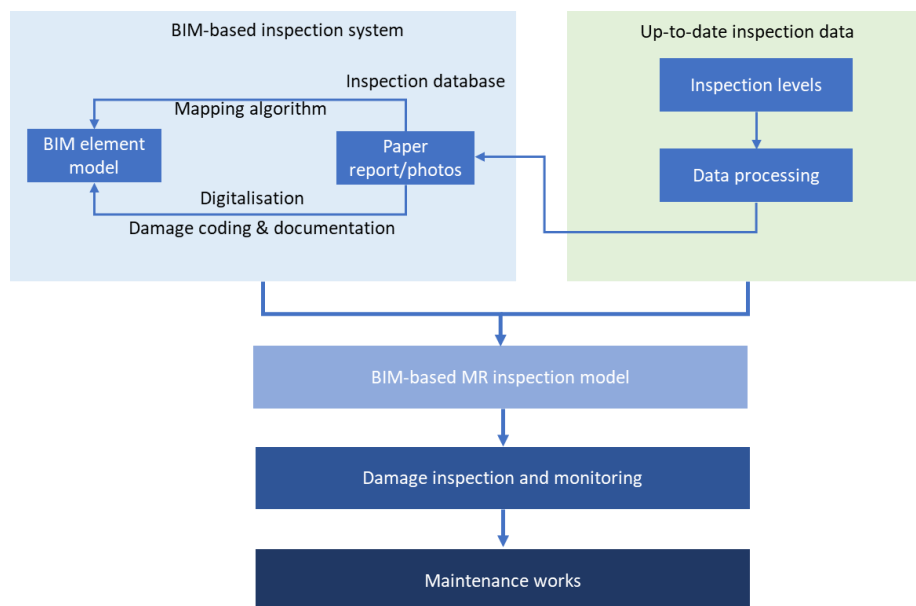 BIM-based inspection system
Inspection database
Mapping algorithm
BIM element
model
Paper
report/photos
Digitalisation
Damage coding & documentation
Up-to-date inspection data
Inspection levels
Data processing
BIM-based MR inspection model
Damage inspection and monitoring
Maintenance works